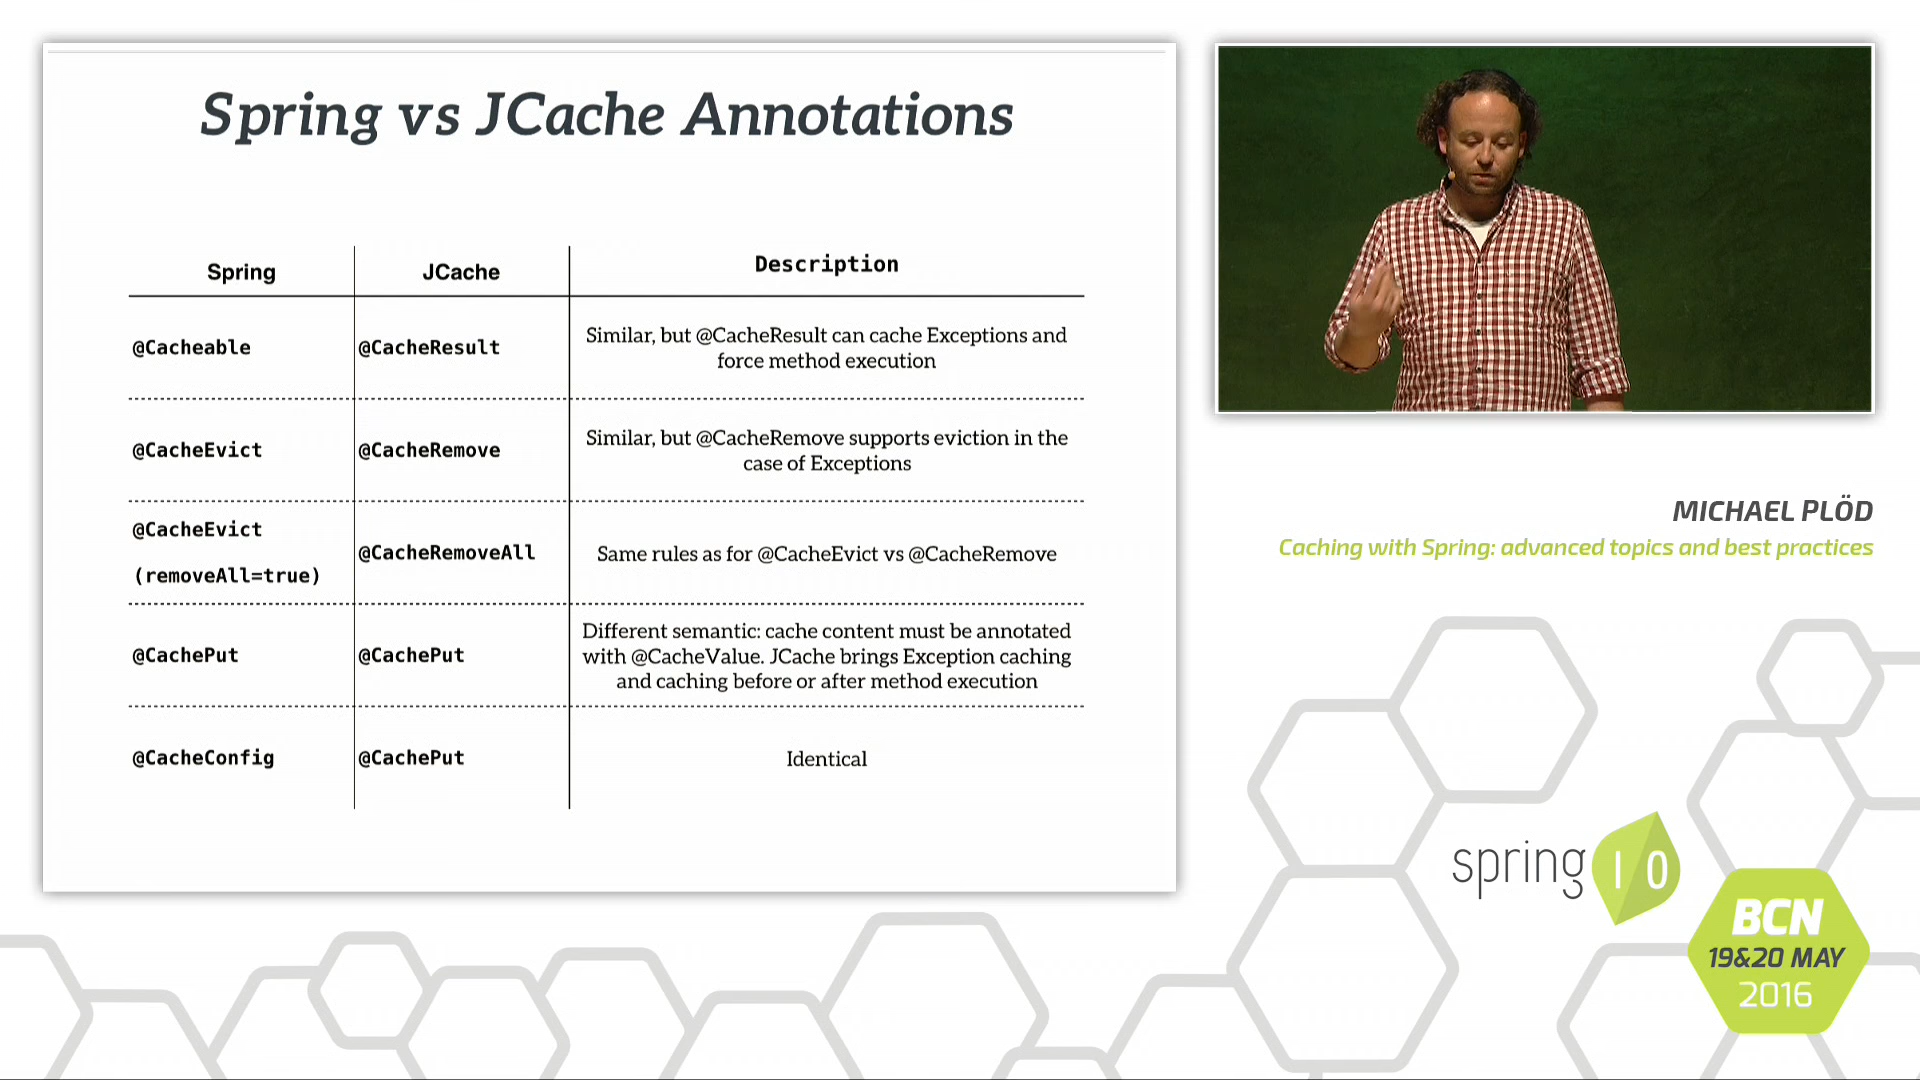 Spring vs JCache Annotations
Spring JCache Description
@Cacheable @CacheResult Similar, but @CacheResult can cache Exceptions and
force method execution
@CacheEvict @CacheRemove Similar, but @CacheRemove supports eviction in the
case of Exceptions
@CacheEvict
(removeAll=true) @CacheRemoveAll Same rules as for @CacheEvict vs @CacheRemove
@CachePut @CachePut Different semantic: cache content must be annotated
with @CacheValue. JCache brings Exception caching
and caching before or after method execution
@CacheConfig @CachePut Identical
MICHAEL PLÖD
Caching with Spring: advanced topics and best practices
spring I O
BCN
19&20 MAY
2016